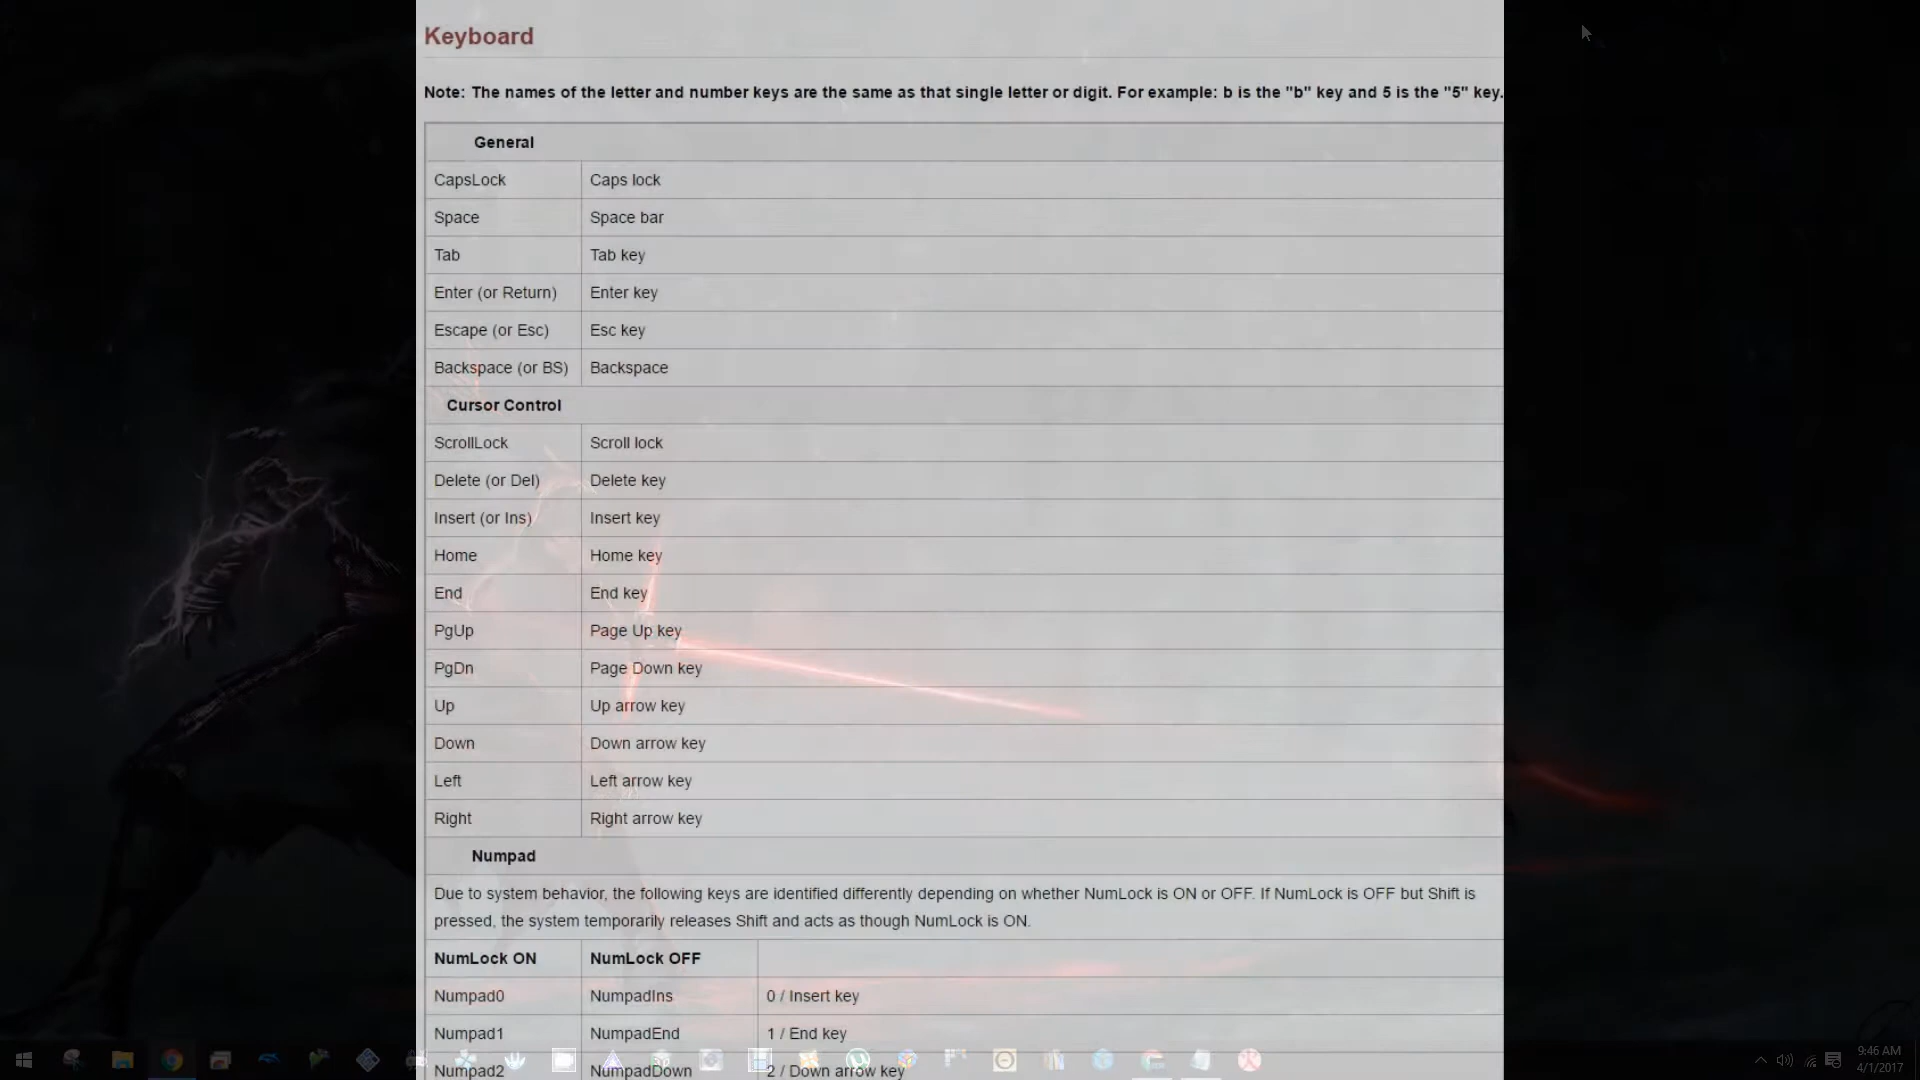 Keyboard
Note: The names of the letter and number keys are the same as that single letter or digit. For example: b is the "b" key and 5 is the "5" key.
General
CapsLock Caps lock
Space Space bar
Tab Tab key
Enter (or Return) Enter key
Escape (or Esc) Esc key
Backspace (or BS) Backspace
Cursor Control
ScrollLock Scroll lock
Delete (or Del) Delete key
Insert (or Ins) Insert key
Home Home key
End End key
PgUp Page Up key
PgDn Page Down key
Up Up arrow key
Down Down arrow key
Left Left arrow key
Right Right arrow key
Numpad
Due to system behavior, the following keys are identified differently depending on whether NumLock is ON or OFF. If NumLock is OFF but Shift is
pressed, the system temporarily releases Shift and acts as though NumLock is ON.
NumLock ON NumLock OFF
Numpad0 NumpadIns 0 / Insert key
Numpad1 NumpadEnd 1 / End key
Numpad2 NumpadDown 2 / Down arrow key
9:46 AM
4/1/2017